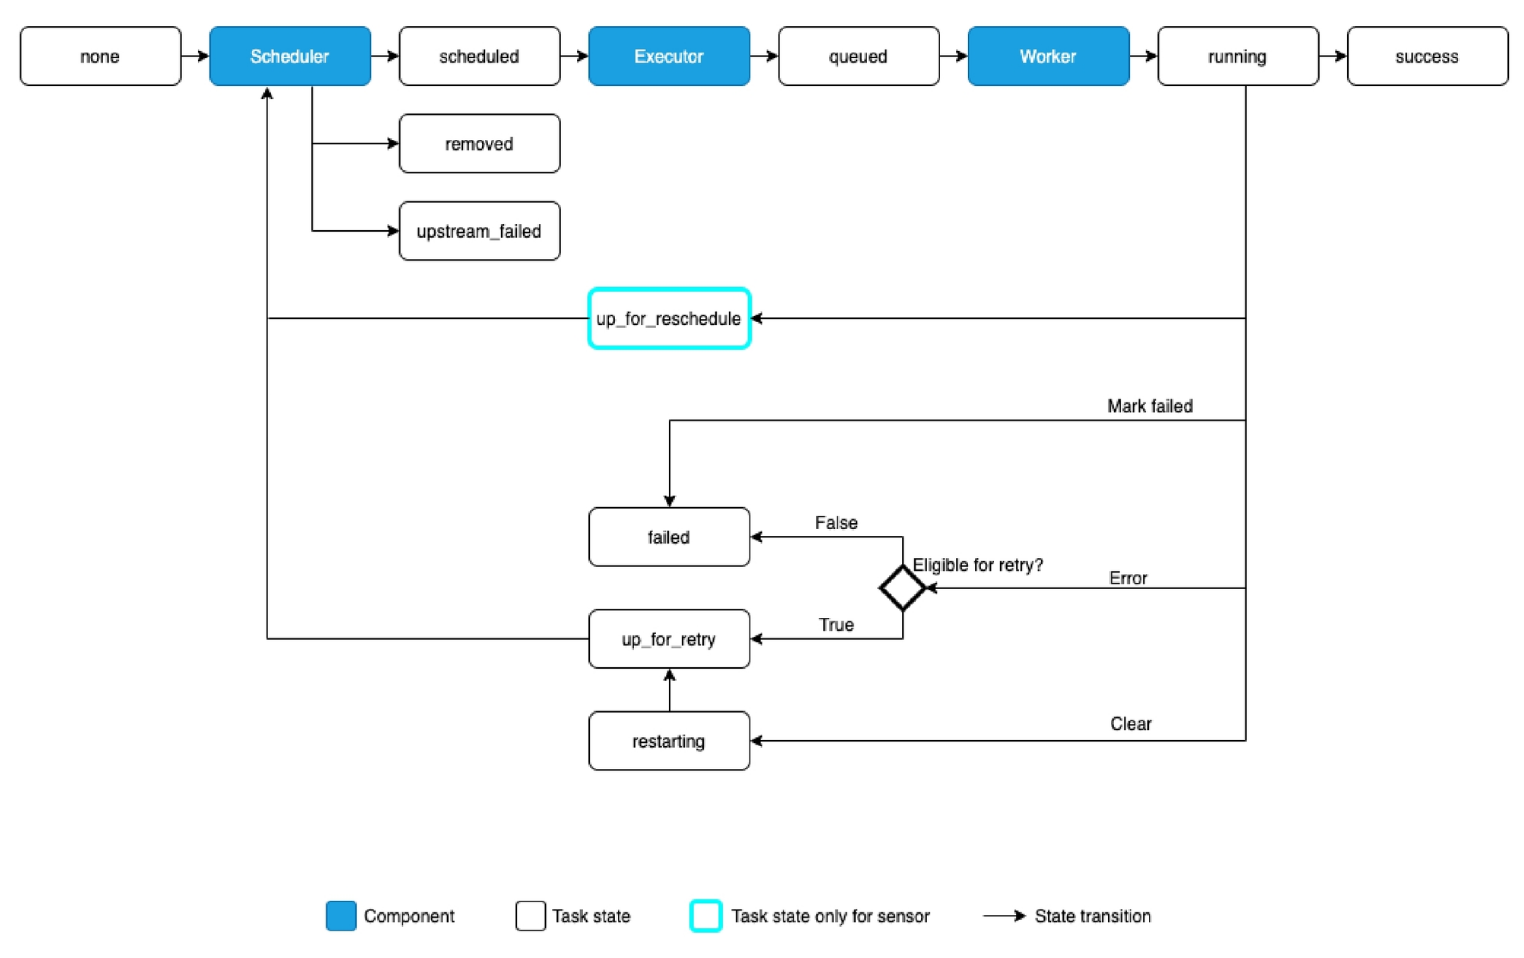 none
Scheduler
scheduled
Executor
queued
Worker
running
success
removed
upstream_failed
up_for_reschedule
Mark failed
failed
False
Eligible for retry?
Error
up_for_retry
True
restarting
Clear
Component
Task state
Task state only for sensor
State transition